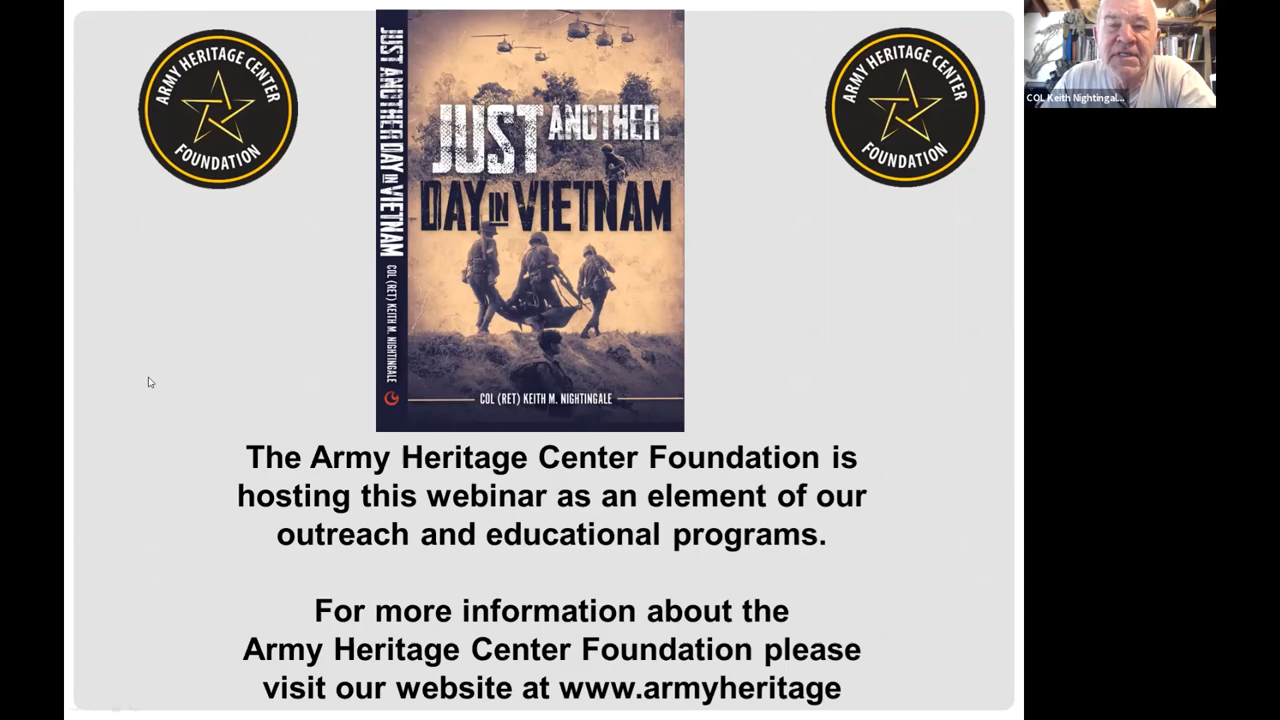 ARMY HERITAGE CENTER
FOUNDATION
JUST ANOTHER DAY IN VIETNAM
COL (RET) KEITH M. NIGHTINGALE
JUST ANOTHER
DAY IN VIETNAM
COL (RET) KEITH M. NIGHTINGALE
ARMY HERITAGE CENTER
FOUNDATION
COL Keith Nightingal...
The Army Heritage Center Foundation is
hosting this webinar as an element of our
outreach and educational programs.
For more information about the
Army Heritage Center Foundation please
visit our website at www.armyheritage